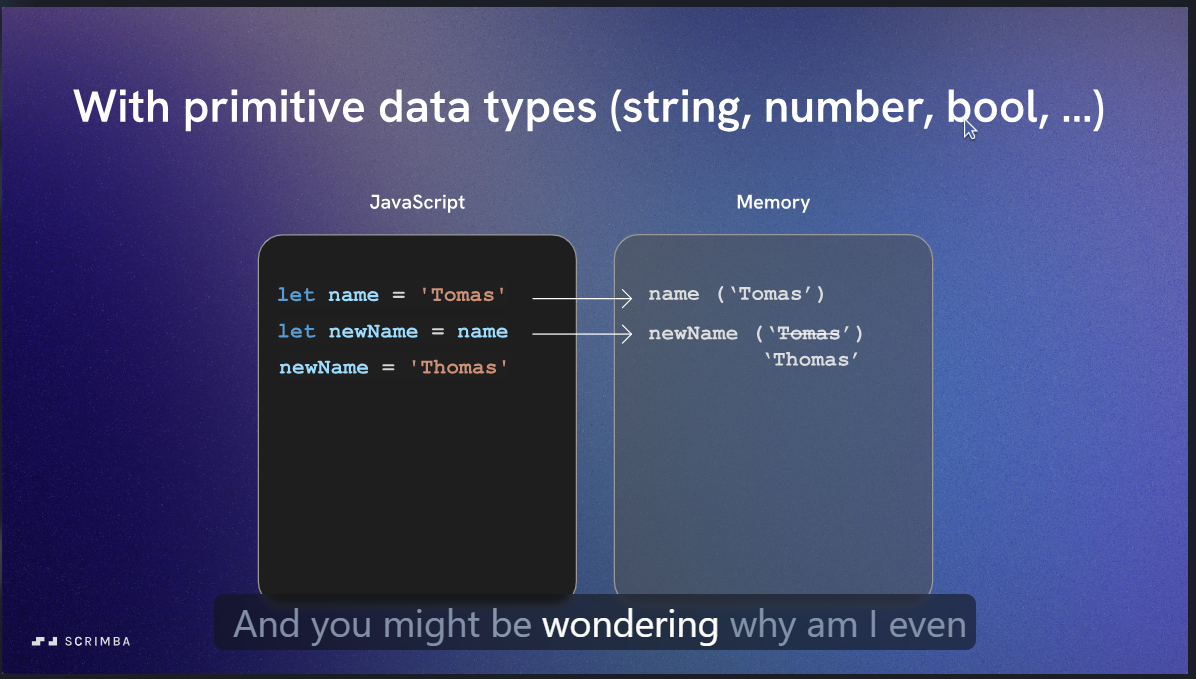 With primitive data types (string, number, bool, ...)
JavaScript
Memory
let name = 'Tomas'
let newName = name
newName = 'Thomas'
name (‘Tomas’)
newName (‘Tomas’)
‘Thomas’
And you might be wondering why am I even
SCRIMBA